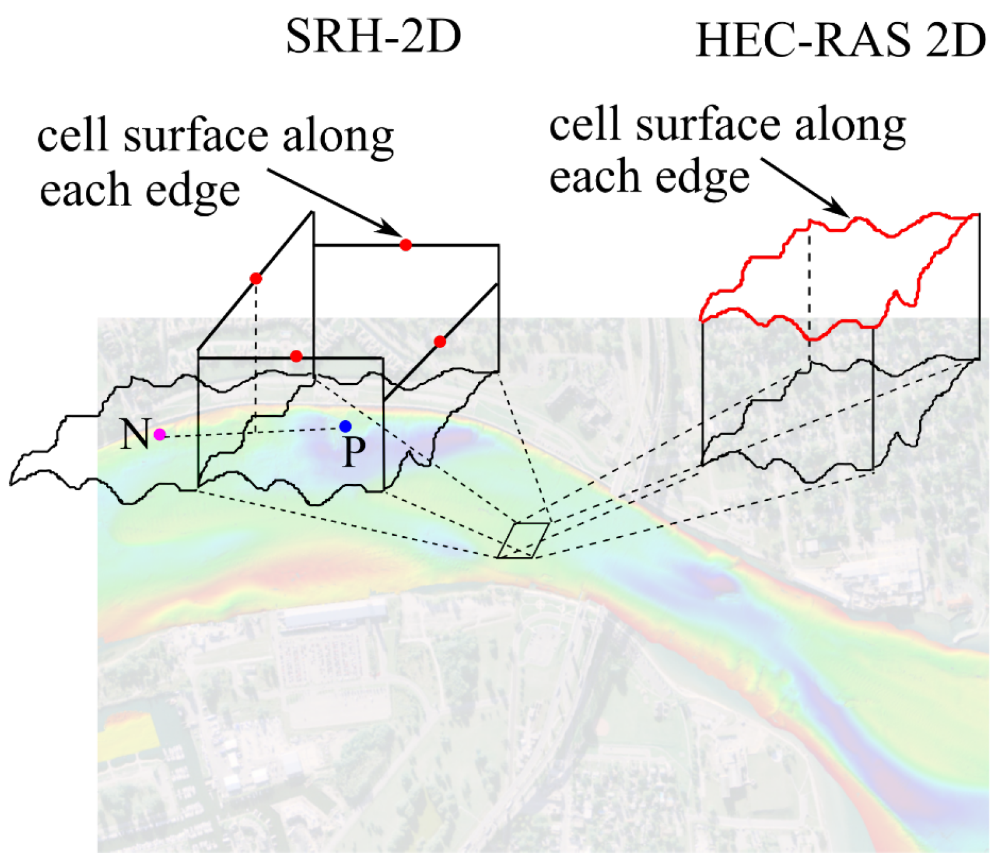 SRH-2D
HEC-RAS 2D
cell surface along
each edge
cell surface along
each edge
N
P